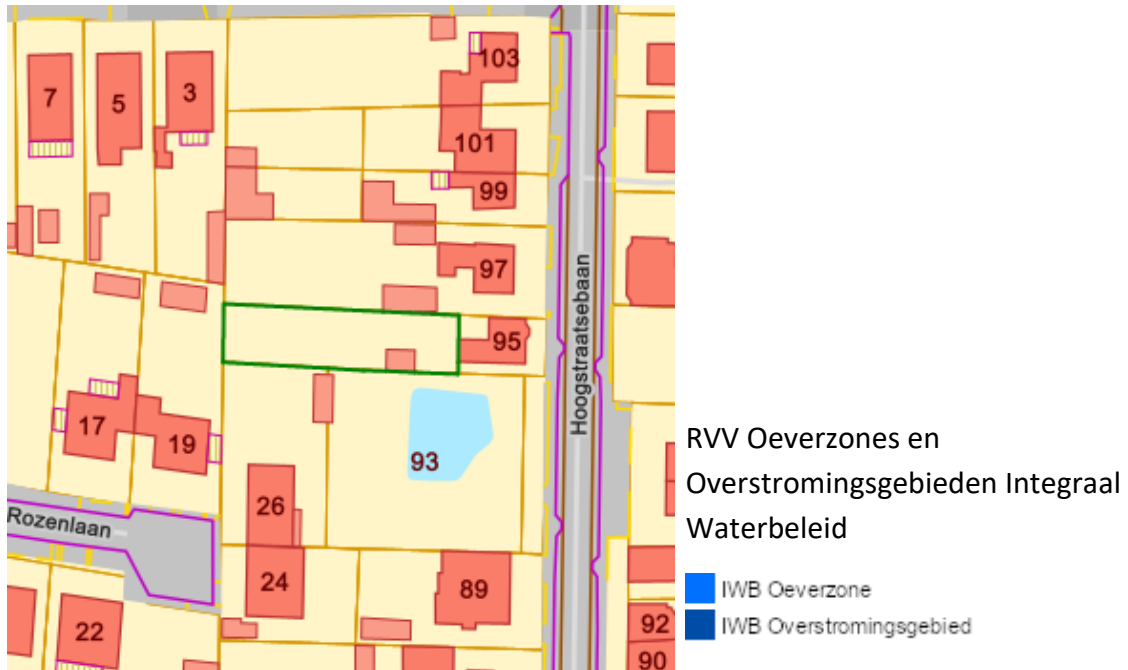 103
7
5
3
101
99
97
95
Hoogstraatsebaan
17
19
93
26
Rozenlaan
24
89
22
92
90
RVV Oeverzones en
Overstromingsgebieden Integraal
Waterbeleid
IWB Oeverzone
IWB Overstromingsgebied